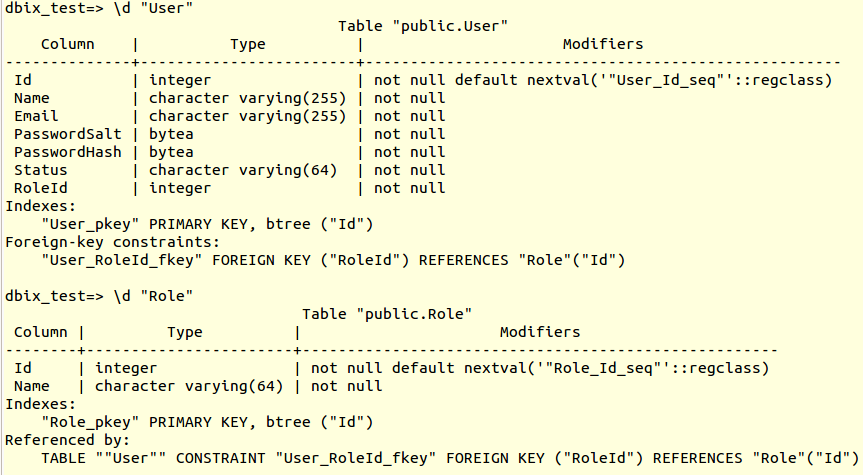 dbix_test=> \d "User"
                                     Table "public.User"
    Column    |          Type          |                      Modifiers
--------------+------------------------+-----------------------------------------------------
 Id           | integer                | not null default nextval('"User_Id_seq"'::regclass)
 Name         | character varying(255) | not null
 Email        | character varying(255) | not null
 PasswordSalt | bytea                  | not null
 PasswordHash | bytea                  | not null
 Status       | character varying(64)  | not null
 RoleId       | integer                | not null
Indexes:
    "User_pkey" PRIMARY KEY, btree ("Id")
Foreign-key constraints:
    "User_RoleId_fkey" FOREIGN KEY ("RoleId") REFERENCES "Role"("Id")

dbix_test=> \d "Role"
                                 Table "public.Role"
 Column |         Type          |                      Modifiers
--------+-----------------------+-----------------------------------------------------
 Id     | integer               | not null default nextval('"Role_Id_seq"'::regclass)
 Name   | character varying(64) | not null
Indexes:
    "Role_pkey" PRIMARY KEY, btree ("Id")
Referenced by:
    TABLE ""User"" CONSTRAINT "User_RoleId_fkey" FOREIGN KEY ("RoleId") REFERENCES "Role"("Id")